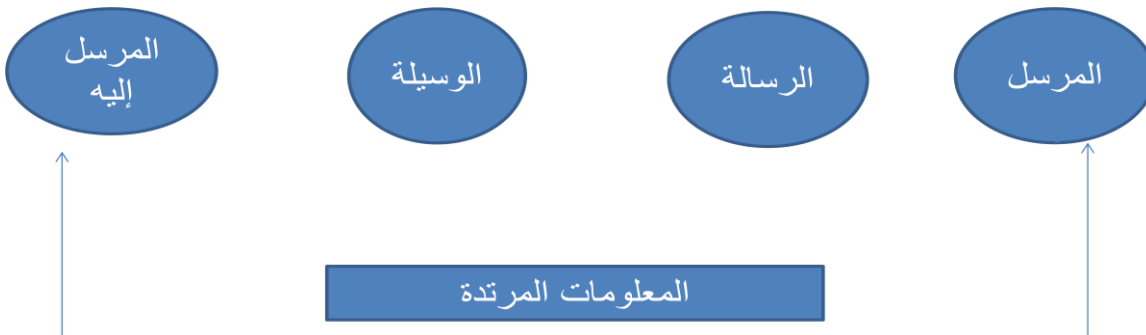 المرسل
الرسالة
الوسيلة
المرسل
إليه
المعلومات المرتدة